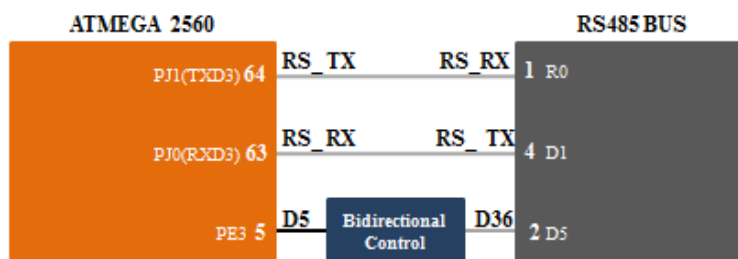 ATMEGA 2560
RS485 BUS
PJ1(TXD3) 64
RS_TX
RS_RX
1 R0
PJ0(RXD3) 63
RS_RX
RS_ TX
4 D1
PE3 5
D5
Bidirectional
Control
D36
2 D5